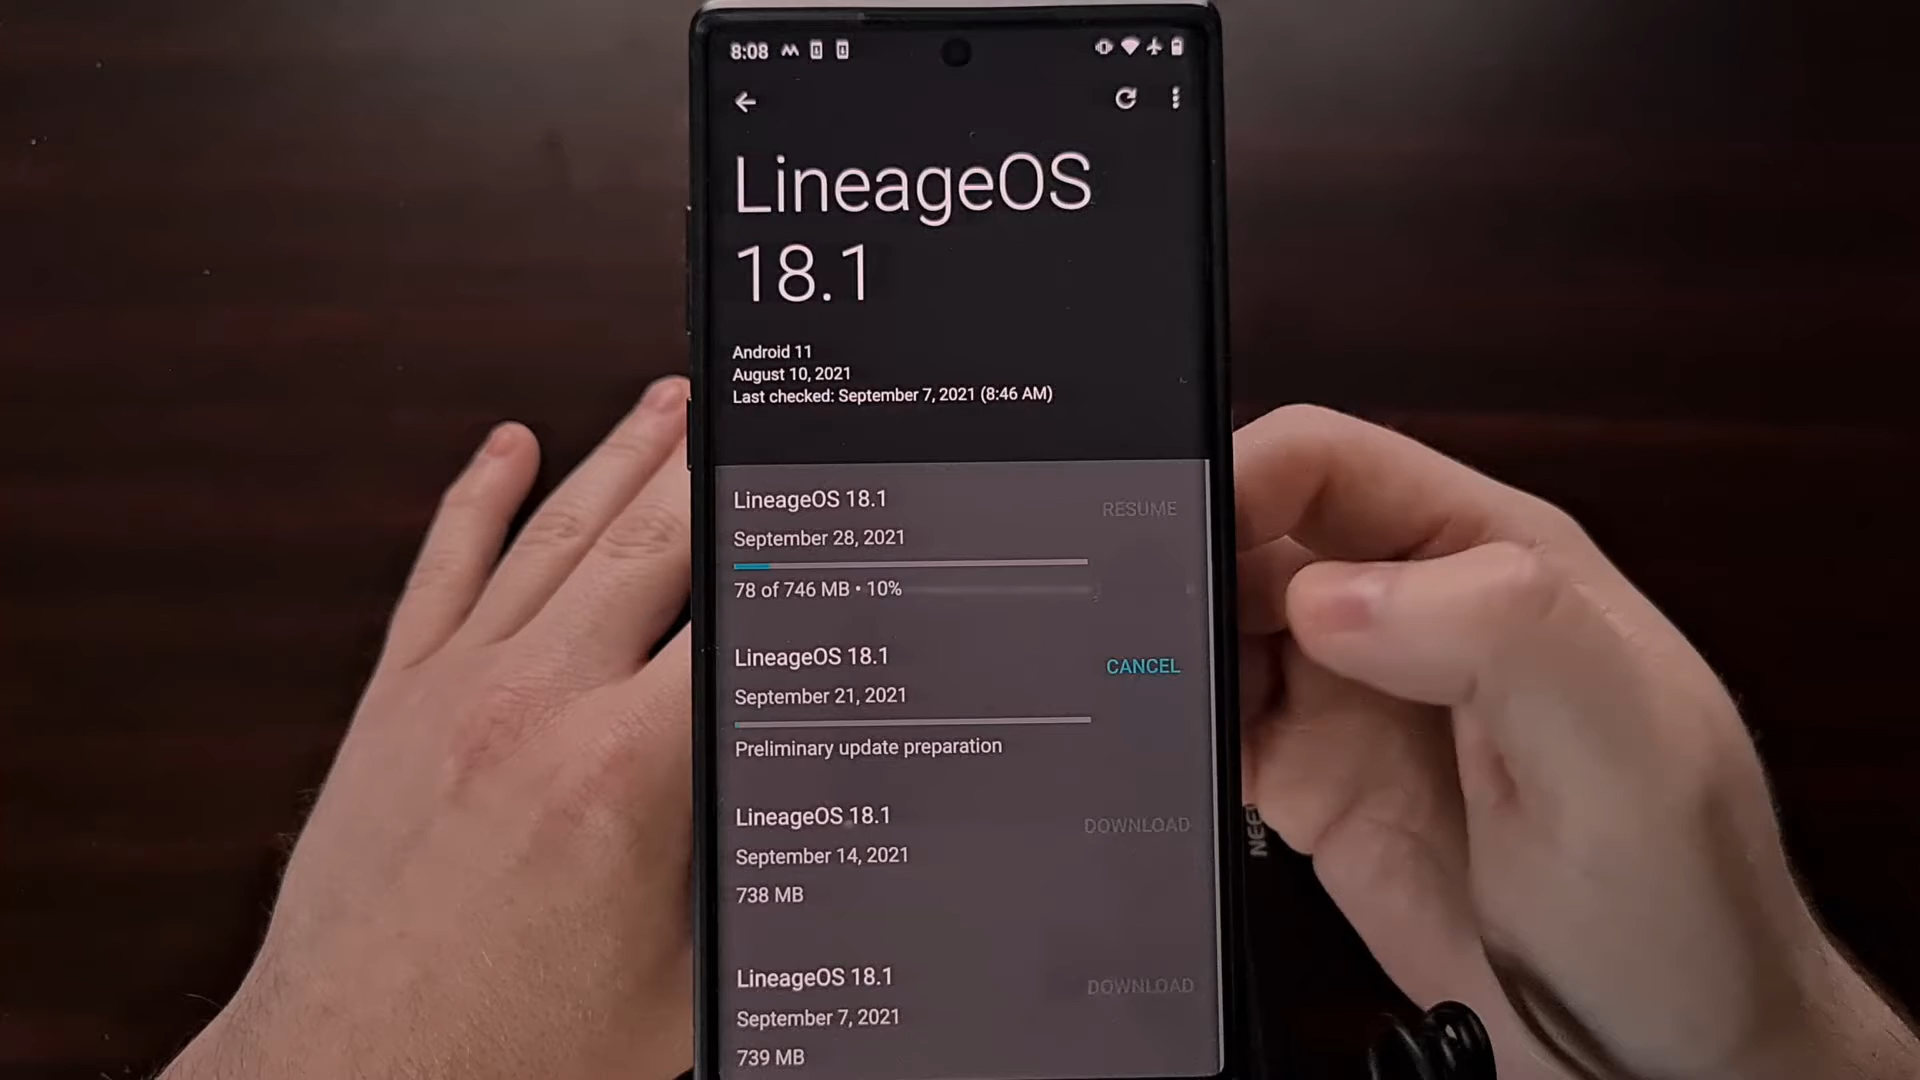 8:08
LineageOS
18.1
Android 11
August 10, 2021
Last checked: September 7, 2021 (8:46 AM)
LineageOS 18.1
RESUME
September 28, 2021
78 of 746 MB • 10%
LineageOS 18.1
CANCEL
September 21, 2021
Preliminary update preparation
LineageOS 18.1
DOWNLOAD
September 14, 2021
738 MB
LineageOS 18.1
DOWNLOAD
September 7, 2021
739 MB